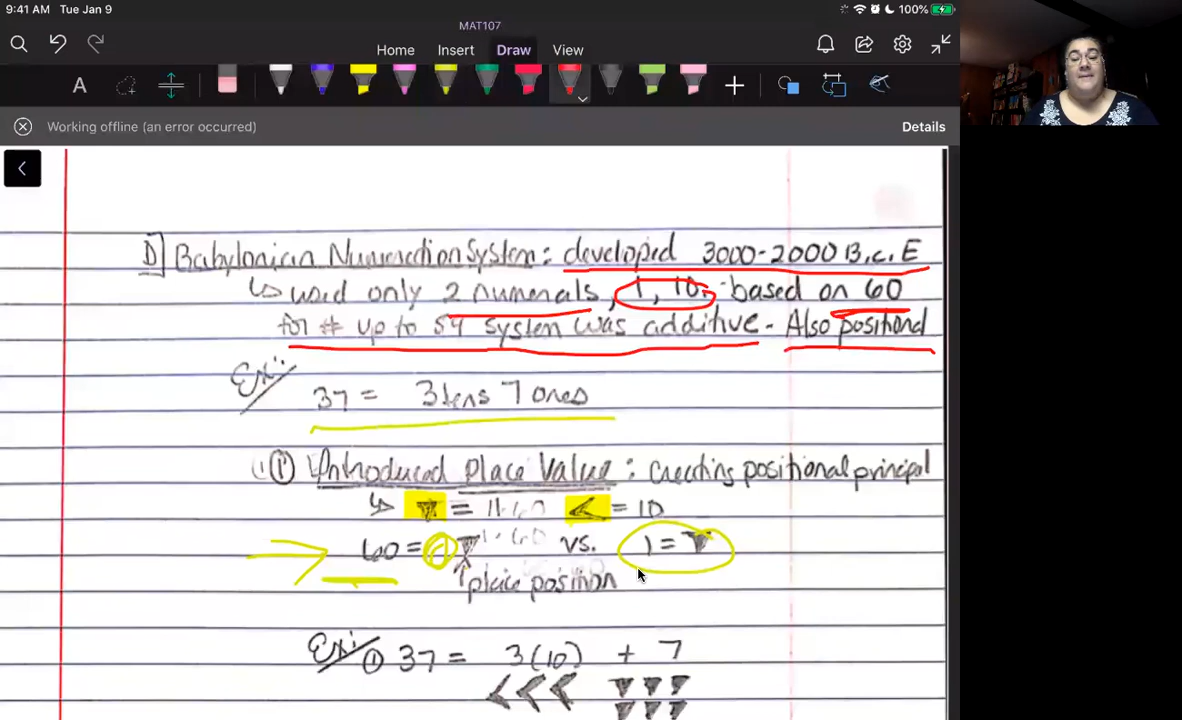 9:41 AM Tue Jan 9
100%
MAT107
Home Insert Draw View
A
Working offline (an error occurred)
Details
D] Babylonian Numeraction System: developed 3000-2000 B.C.E
↳ used only 2 numerals, 1, 10. based on 60
for # up to 59 system was additive - Also positional
Ex:
37 = 3 tens 7 ones
① Introduced Place Value: creating positional principal
↳ ▼ = < = 10
60 = ▼ vs. 1 = ▼
place position
Ex: ① 37 = 3(10) + 7
<<< ▼▼▼
▼▼▼